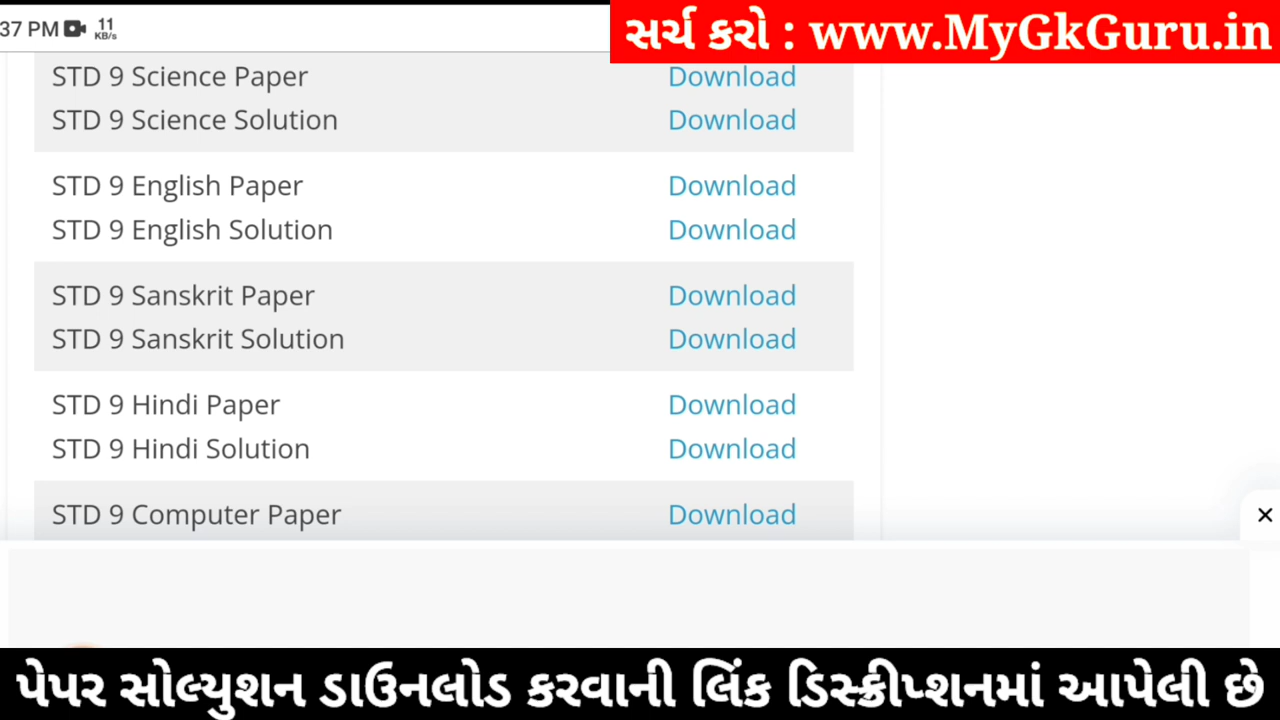 37 PM 11 KB/s
સર્ચ કરો : www.MyGkGuru.in
STD 9 Science Paper Download
STD 9 Science Solution Download
STD 9 English Paper Download
STD 9 English Solution Download
STD 9 Sanskrit Paper Download
STD 9 Sanskrit Solution Download
STD 9 Hindi Paper Download
STD 9 Hindi Solution Download
STD 9 Computer Paper Download
પેપર સોલ્યુશન ડાઉનલોડ કરવાની લિંક ડિસ્ક્રીપ્શનમાં આપેલી છે